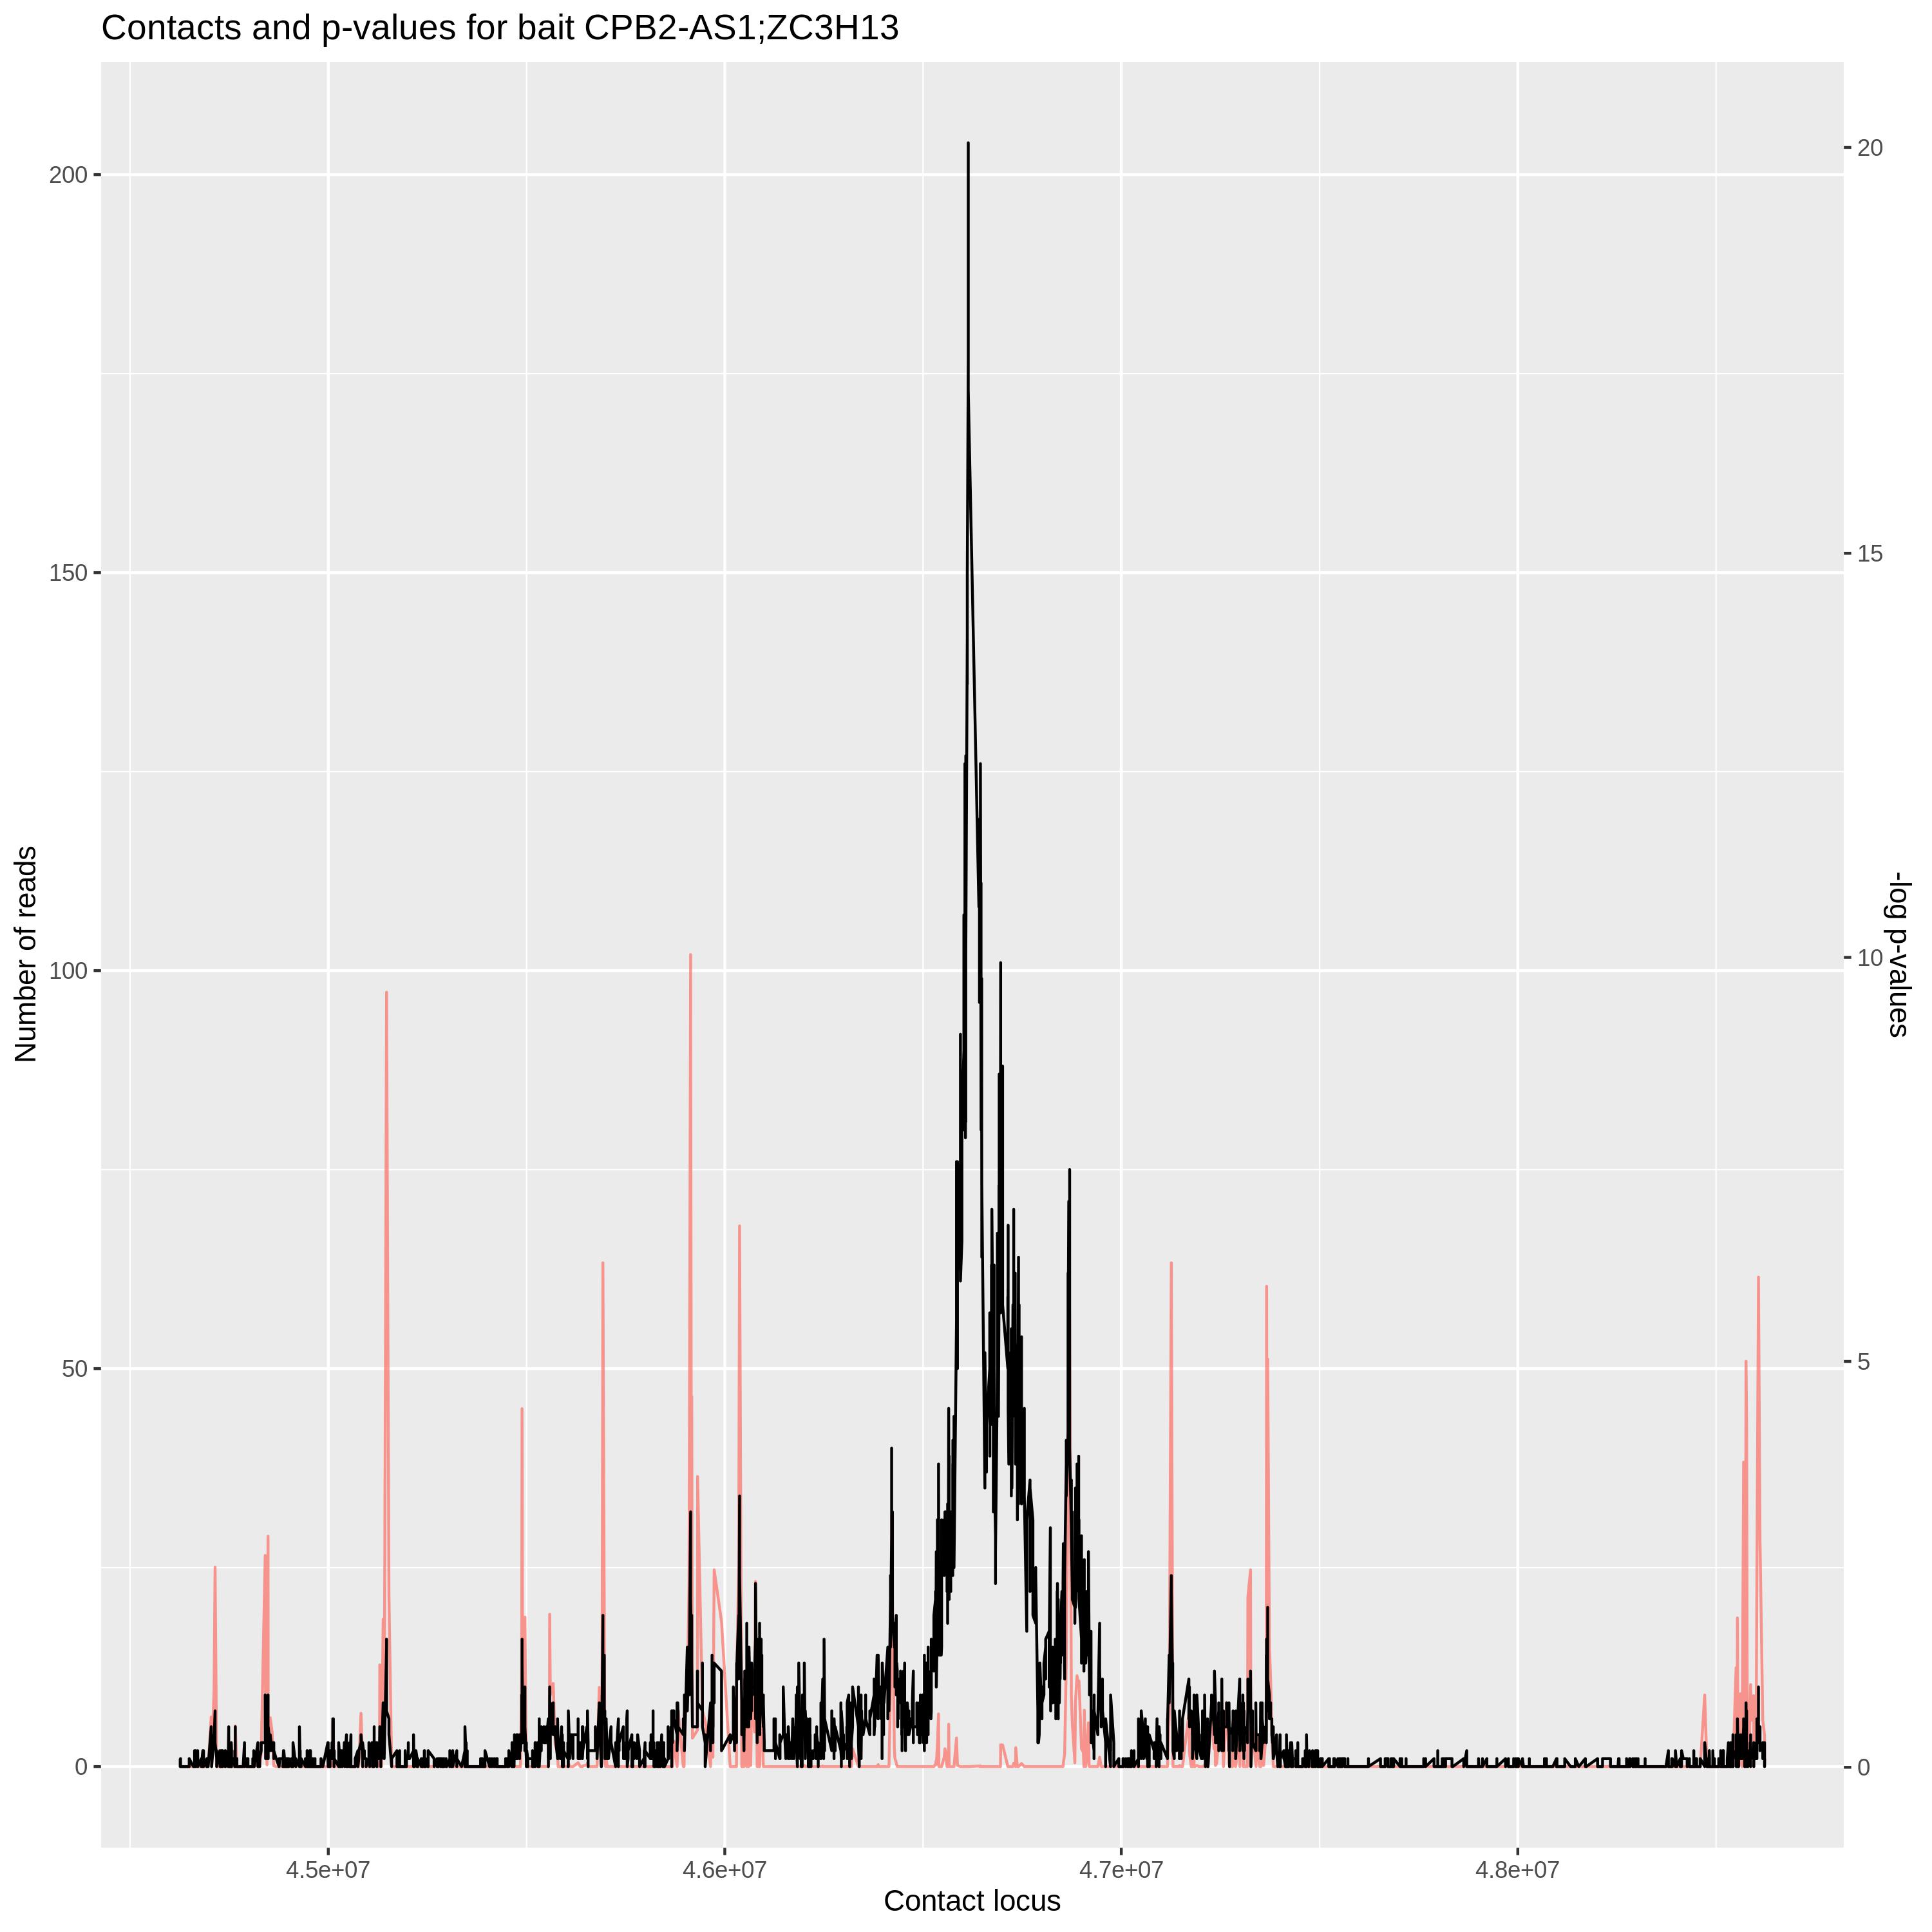 Contacts and p-values for bait CPB2-AS1;ZC3H13
Number of reads
200
150
100
50
0
20
15
10
5
0
-log p-values
4.5e+07
4.6e+07
4.7e+07
4.8e+07
Contact locus